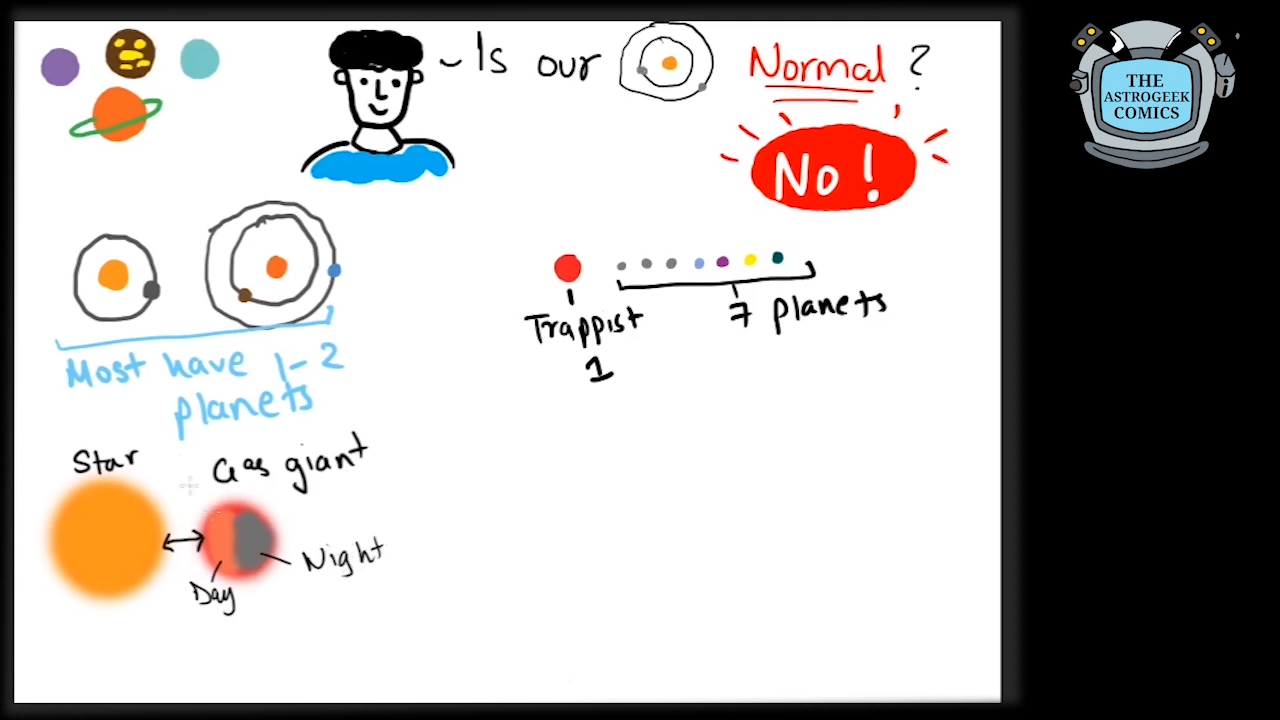 ~ Is our Normal ?
No!
THE
ASTROGEEK
COMICS
Most have 1-2
planets
Trappist
1
7 planets
Star
Gas giant
Day
Night